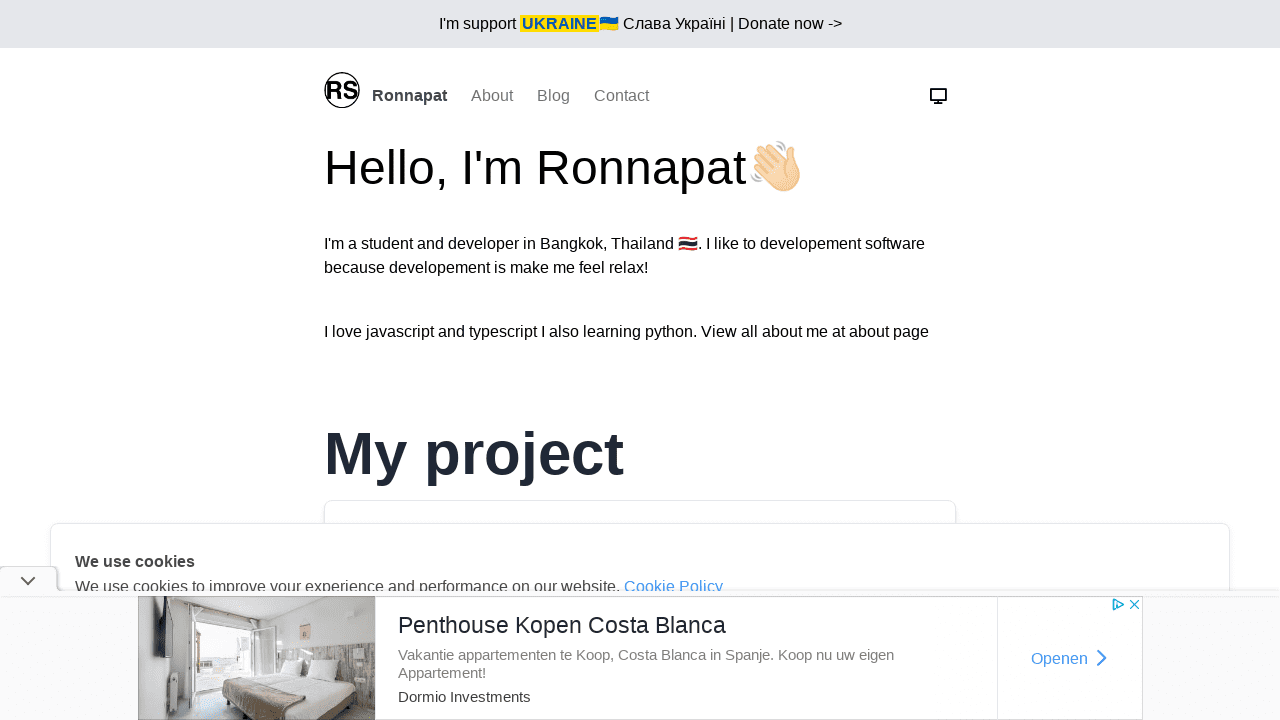 I'm support UKRAINE🇺🇦 Слава Україні | Donate now ->
RS Ronnapat About Blog Contact
Hello, I'm Ronnapat👋🏻
I'm a student and developer in Bangkok, Thailand 🇹🇭. I like to developement software
because developement is make me feel relax!
I love javascript and typescript I also learning python. View all about me at about page
My project
We use cookies
We use cookies to improve your experience and performance on our website. Cookie Policy
Penthouse Kopen Costa Blanca
Vakantie appartementen te Koop, Costa Blanca in Spanje. Koop nu uw eigen
Appartement!
Dormio Investments
Openen